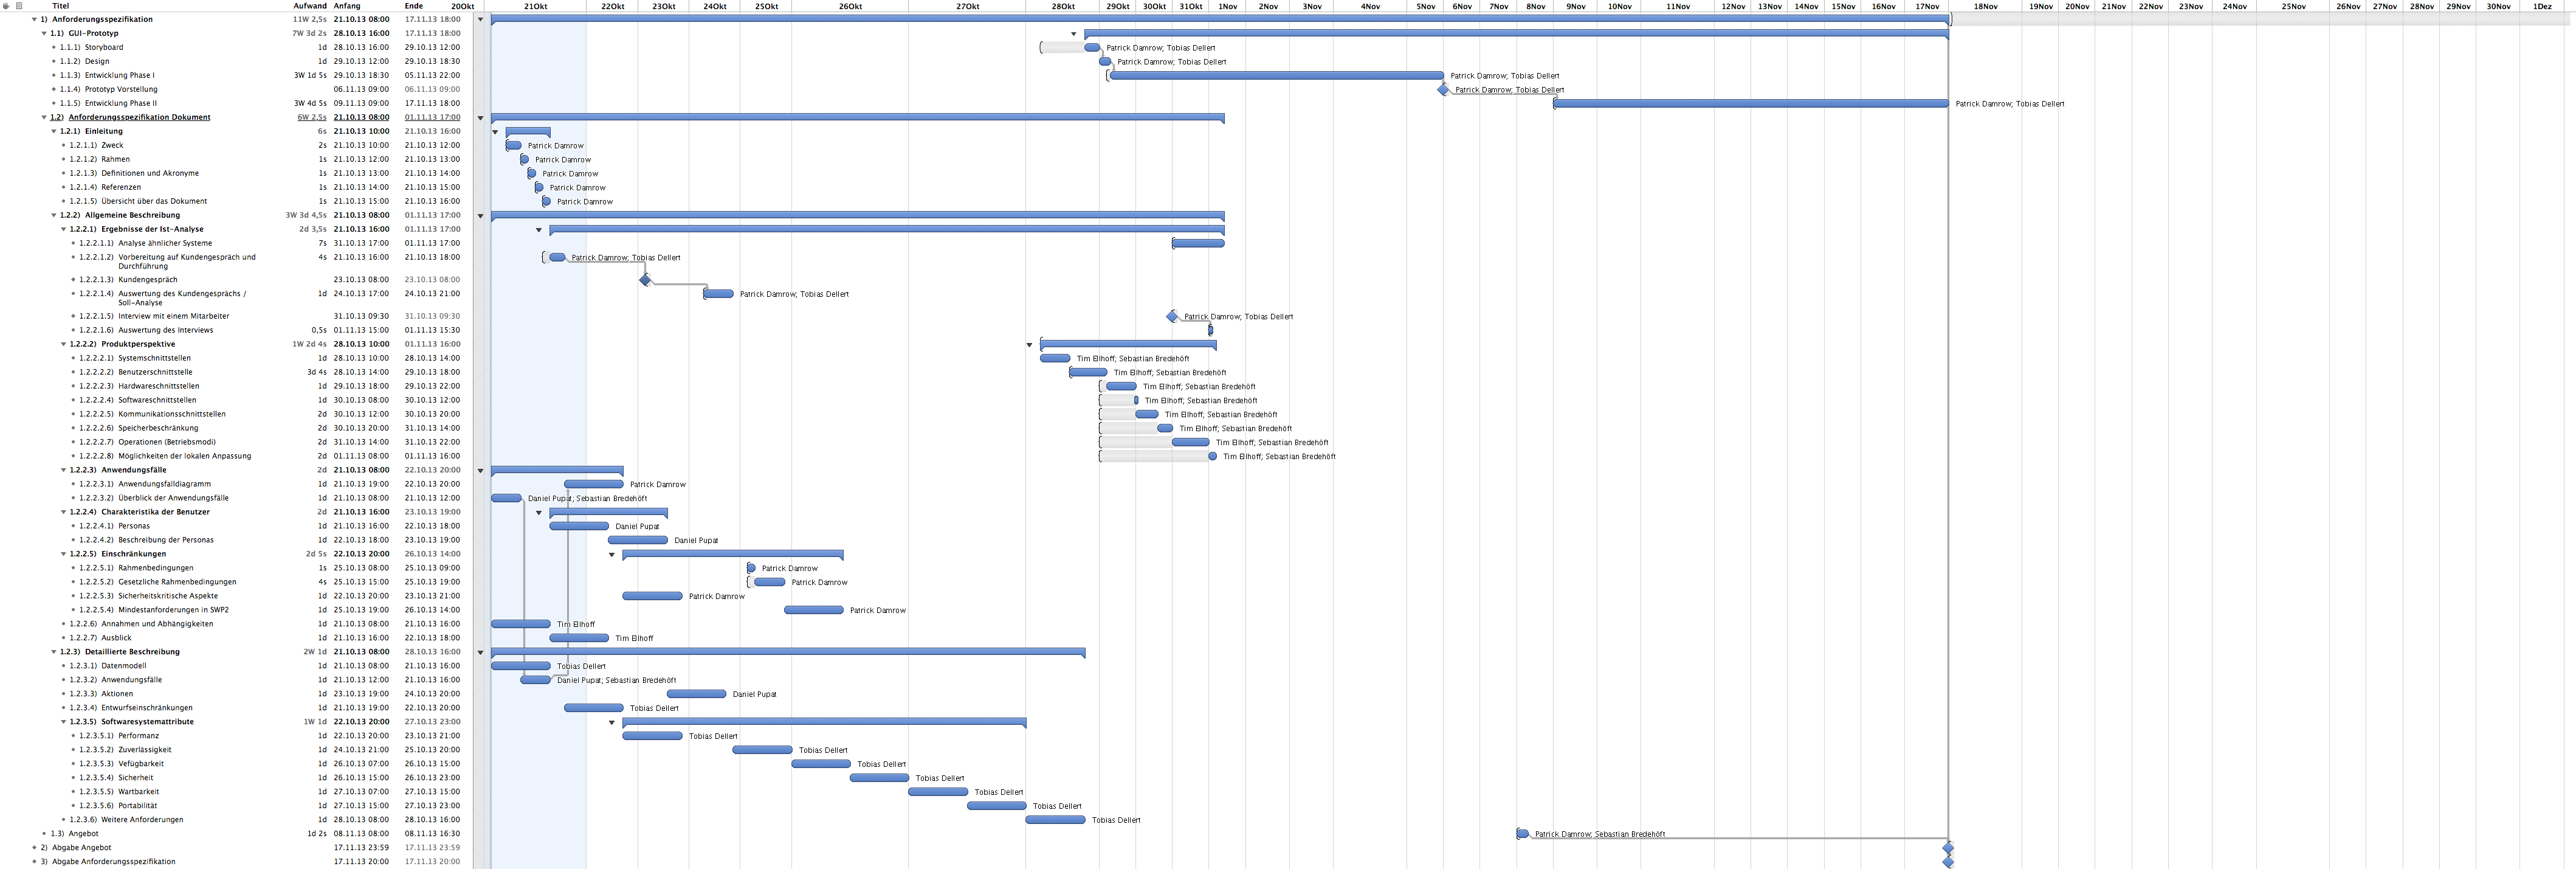 Titel Aufwand Anfang Ende 20Okt 21Okt 22Okt 23Okt 24Okt 25Okt 26Okt 27Okt 28Okt 29Okt 30Okt 31Okt 1Nov 2Nov 3Nov 4Nov 5Nov 6Nov 7Nov 8Nov 9Nov 10Nov 11Nov 12Nov 13Nov 14Nov 15Nov 16Nov 17Nov 18Nov 19Nov 20Nov 21Nov 22Nov 23Nov 24Nov 25Nov 26Nov 27Nov 28Nov 29Nov 30Nov 1Dez
1) Anforderungsspezifikation 11W 2,5s 21.10.13 08:00 17.11.13 18:00
1.1) GUI-Prototyp 7W 3d 2s 28.10.13 16:00 17.11.13 18:00
1.1.1) Storyboard 1d 28.10.13 16:00 29.10.13 12:00 Patrick Damrow; Tobias Dellert
1.1.2) Design 1d 29.10.13 12:00 29.10.13 18:30 Patrick Damrow; Tobias Dellert
1.1.3) Entwicklung Phase I 3W 1d 5s 29.10.13 18:30 05.11.13 22:00 Patrick Damrow; Tobias Dellert
1.1.4) Prototyp Vorstellung 06.11.13 09:00 06.11.13 09:00 Patrick Damrow; Tobias Dellert
1.1.5) Entwicklung Phase II 3W 4d 5s 09.11.13 09:00 17.11.13 18:00 Patrick Damrow; Tobias Dellert
1.2) Anforderungsspezifikation Dokument 6W 2,5s 21.10.13 08:00 01.11.13 17:00
1.2.1) Einleitung 6s 21.10.13 10:00 21.10.13 16:00
1.2.1.1) Zweck 2s 21.10.13 10:00 21.10.13 12:00 Patrick Damrow
1.2.1.2) Rahmen 1s 21.10.13 12:00 21.10.13 13:00 Patrick Damrow
1.2.1.3) Definitionen und Akronyme 1s 21.10.13 13:00 21.10.13 14:00 Patrick Damrow
1.2.1.4) Referenzen 1s 21.10.13 14:00 21.10.13 15:00 Patrick Damrow
1.2.1.5) Übersicht über das Dokument 1s 21.10.13 15:00 21.10.13 16:00 Patrick Damrow
1.2.2) Allgemeine Beschreibung 3W 3d 4,5s 21.10.13 08:00 01.11.13 17:00
1.2.2.1) Ergebnisse der Ist-Analyse 2d 3,5s 21.10.13 16:00 01.11.13 17:00
1.2.2.1.1) Analyse ähnlicher Systeme 7s 31.10.13 17:00 01.11.13 17:00
1.2.2.1.2) Vorbereitung auf Kundengespräch und 4s 21.10.13 16:00 21.10.13 18:00 Patrick Damrow; Tobias Dellert
Durchführung
1.2.2.1.3) Kundengespräch 23.10.13 08:00 23.10.13 08:00
1.2.2.1.4) Auswertung des Kundengesprächs / 1d 24.10.13 17:00 24.10.13 21:00 Patrick Damrow; Tobias Dellert
Soll-Analyse
1.2.2.1.5) Interview mit einem Mitarbeiter 31.10.13 09:30 31.10.13 09:30 Patrick Damrow; Tobias Dellert
1.2.2.1.6) Auswertung des Interviews 0,5s 01.11.13 15:00 01.11.13 15:30
1.2.2.2) Produktperspektive 1W 2d 4s 28.10.13 10:00 01.11.13 16:00
1.2.2.2.1) Systemschnittstellen 1d 28.10.13 10:00 28.10.13 14:00 Tim Ellhoff; Sebastian Bredehöft
1.2.2.2.2) Benutzerschnittstelle 3d 4s 28.10.13 14:00 29.10.13 18:00 Tim Ellhoff; Sebastian Bredehöft
1.2.2.2.3) Hardwareschnittstellen 1d 29.10.13 18:00 29.10.13 22:00 Tim Ellhoff; Sebastian Bredehöft
1.2.2.2.4) Softwareschnittstellen 1d 30.10.13 08:00 30.10.13 12:00 Tim Ellhoff; Sebastian Bredehöft
1.2.2.2.5) Kommunikationsschnittstellen 2d 30.10.13 12:00 30.10.13 20:00 Tim Ellhoff; Sebastian Bredehöft
1.2.2.2.6) Speicherbeschränkung 2d 30.10.13 20:00 31.10.13 14:00 Tim Ellhoff; Sebastian Bredehöft
1.2.2.2.7) Operationen (Betriebsmodi) 2d 31.10.13 14:00 31.10.13 22:00 Tim Ellhoff; Sebastian Bredehöft
1.2.2.2.8) Möglichkeiten der lokalen Anpassung 2d 01.11.13 08:00 01.11.13 16:00 Tim Ellhoff; Sebastian Bredehöft
1.2.2.3) Anwendungsfälle 2d 21.10.13 08:00 22.10.13 20:00
1.2.2.3.1) Anwendungsfalldiagramm 1d 21.10.13 19:00 22.10.13 20:00 Patrick Damrow
1.2.2.3.2) Überblick der Anwendungsfälle 1d 21.10.13 08:00 21.10.13 12:00 Daniel Pupat; Sebastian Bredehöft
1.2.2.4) Charakteristika der Benutzer 2d 21.10.13 16:00 23.10.13 19:00
1.2.2.4.1) Personas 1d 21.10.13 16:00 22.10.13 18:00 Daniel Pupat
1.2.2.4.2) Beschreibung der Personas 1d 22.10.13 18:00 23.10.13 19:00 Daniel Pupat
1.2.2.5) Einschränkungen 2d 5s 22.10.13 20:00 26.10.13 14:00
1.2.2.5.1) Rahmenbedingungen 1s 25.10.13 08:00 25.10.13 09:00 Patrick Damrow
1.2.2.5.2) Gesetzliche Rahmenbedingungen 4s 25.10.13 15:00 25.10.13 19:00 Patrick Damrow
1.2.2.5.3) Sicherheitskritische Aspekte 1d 22.10.13 20:00 23.10.13 21:00 Patrick Damrow
1.2.2.5.4) Mindestanforderungen in SWP2 1d 25.10.13 19:00 26.10.13 14:00 Patrick Damrow
1.2.2.6) Annahmen und Abhängigkeiten 1d 21.10.13 08:00 21.10.13 16:00 Tim Ellhoff
1.2.2.7) Ausblick 1d 21.10.13 16:00 22.10.13 18:00 Tim Ellhoff
1.2.3) Detaillierte Beschreibung 2W 1d 21.10.13 08:00 28.10.13 16:00
1.2.3.1) Datenmodell 1d 21.10.13 08:00 21.10.13 16:00 Tobias Dellert
1.2.3.2) Anwendungsfälle 1d 21.10.13 12:00 21.10.13 16:00 Daniel Pupat; Sebastian Bredehöft
1.2.3.3) Aktionen 1d 23.10.13 19:00 24.10.13 20:00 Daniel Pupat
1.2.3.4) Entwurfseinschränkungen 1d 21.10.13 19:00 22.10.13 20:00 Tobias Dellert
1.2.3.5) Softwaresystemattribute 1W 1d 22.10.13 20:00 27.10.13 23:00
1.2.3.5.1) Performanz 1d 22.10.13 20:00 23.10.13 21:00 Tobias Dellert
1.2.3.5.2) Zuverlässigkeit 1d 24.10.13 21:00 25.10.13 20:00 Tobias Dellert
1.2.3.5.3) Vefügbarkeit 1d 26.10.13 07:00 26.10.13 15:00 Tobias Dellert
1.2.3.5.4) Sicherheit 1d 26.10.13 15:00 26.10.13 23:00 Tobias Dellert
1.2.3.5.5) Wartbarkeit 1d 27.10.13 07:00 27.10.13 15:00 Tobias Dellert
1.2.3.5.6) Portabilität 1d 27.10.13 15:00 27.10.13 23:00 Tobias Dellert
1.2.3.6) Weitere Anforderungen 1d 28.10.13 08:00 28.10.13 16:00 Tobias Dellert
1.3) Angebot 1d 2s 08.11.13 08:00 08.11.13 16:30 Patrick Damrow; Sebastian Bredehöft
2) Abgabe Angebot 17.11.13 23:59 17.11.13 23:59
3) Abgabe Anforderungsspezifikation 17.11.13 20:00 17.11.13 20:00